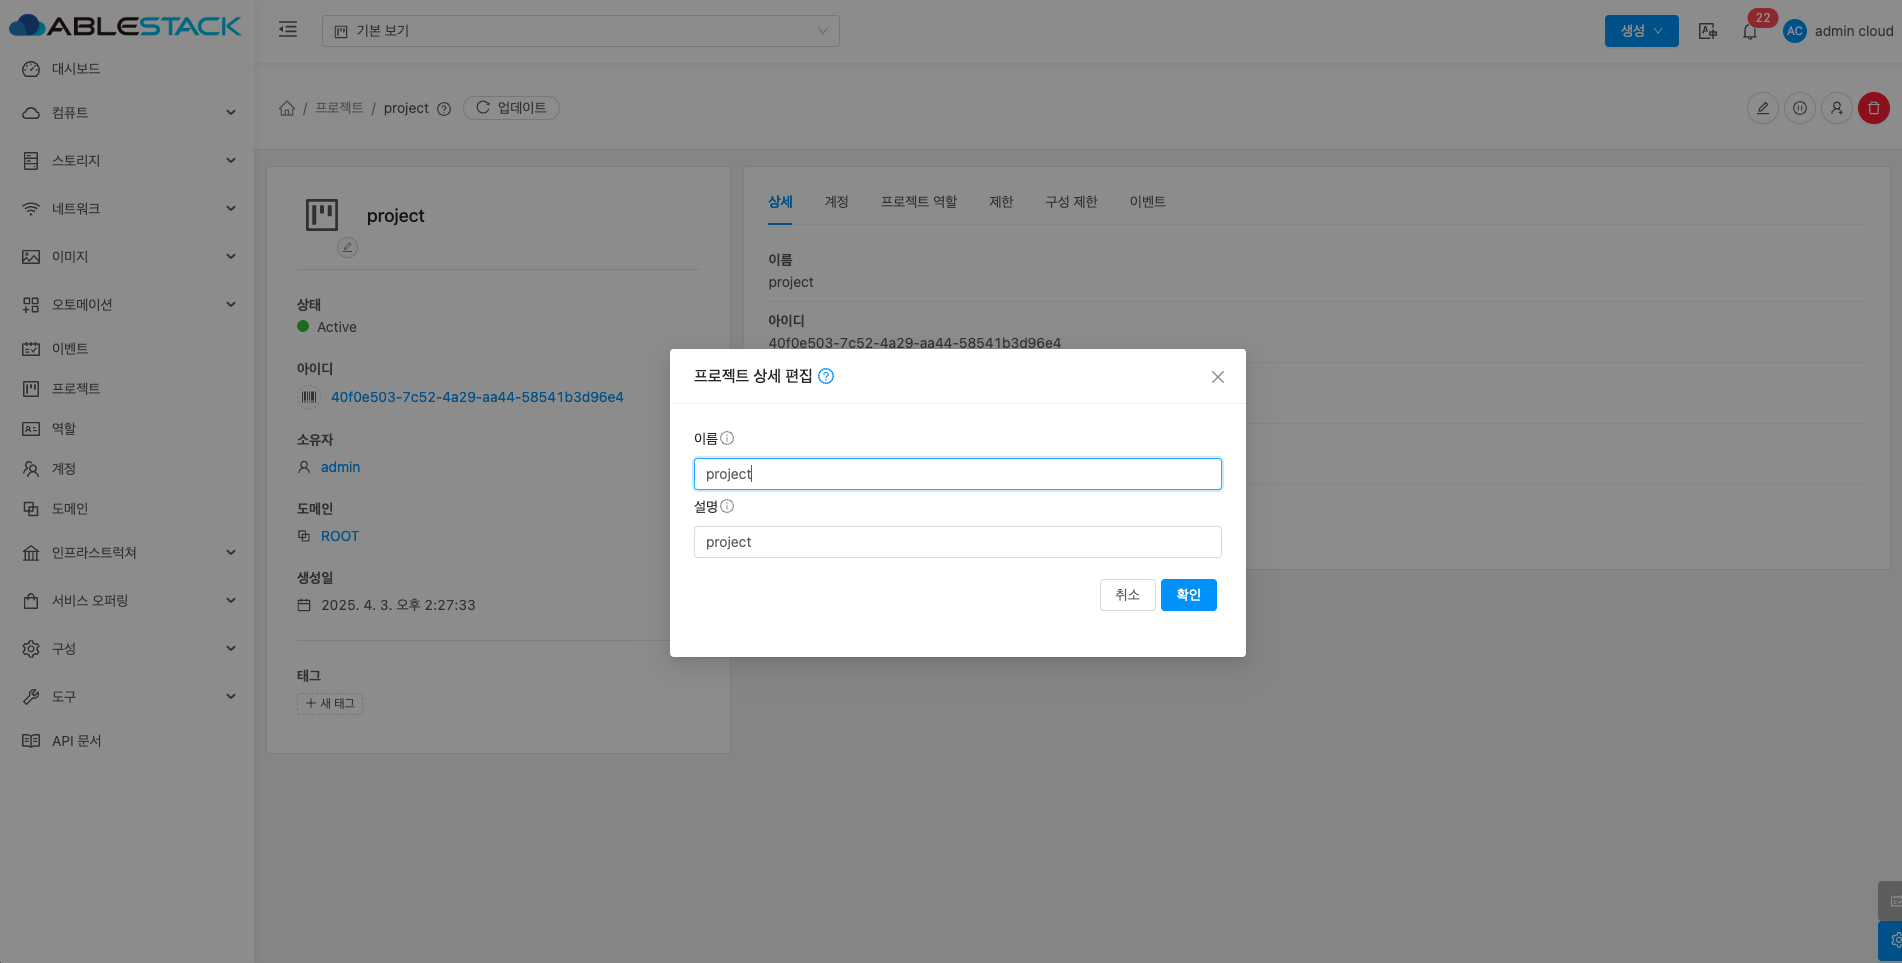 ABLESTACK
기본 보기
생성
22
AC
admin cloud
대시보드
컴퓨트
스토리지
네트워크
이미지
오토메이션
이벤트
프로젝트
역할
계정
도메인
인프라스트럭쳐
서비스 오퍼링
구성
도구
API 문서
/ 프로젝트 / project
업데이트
project
상태
Active
아이디
40f0e503-7c52-4a29-aa44-58541b3d96e4
소유자
admin
도메인
ROOT
생성일
2025. 4. 3. 오후 2:27:33
태그
+ 새 태그
상세
계정
프로젝트 역할
제한
구성 제한
이벤트
이름
project
아이디
40f0e503-7c52-4a29-aa44-58541b3d96e4
프로젝트 상세 편집
이름
project
설명
project
취소
확인